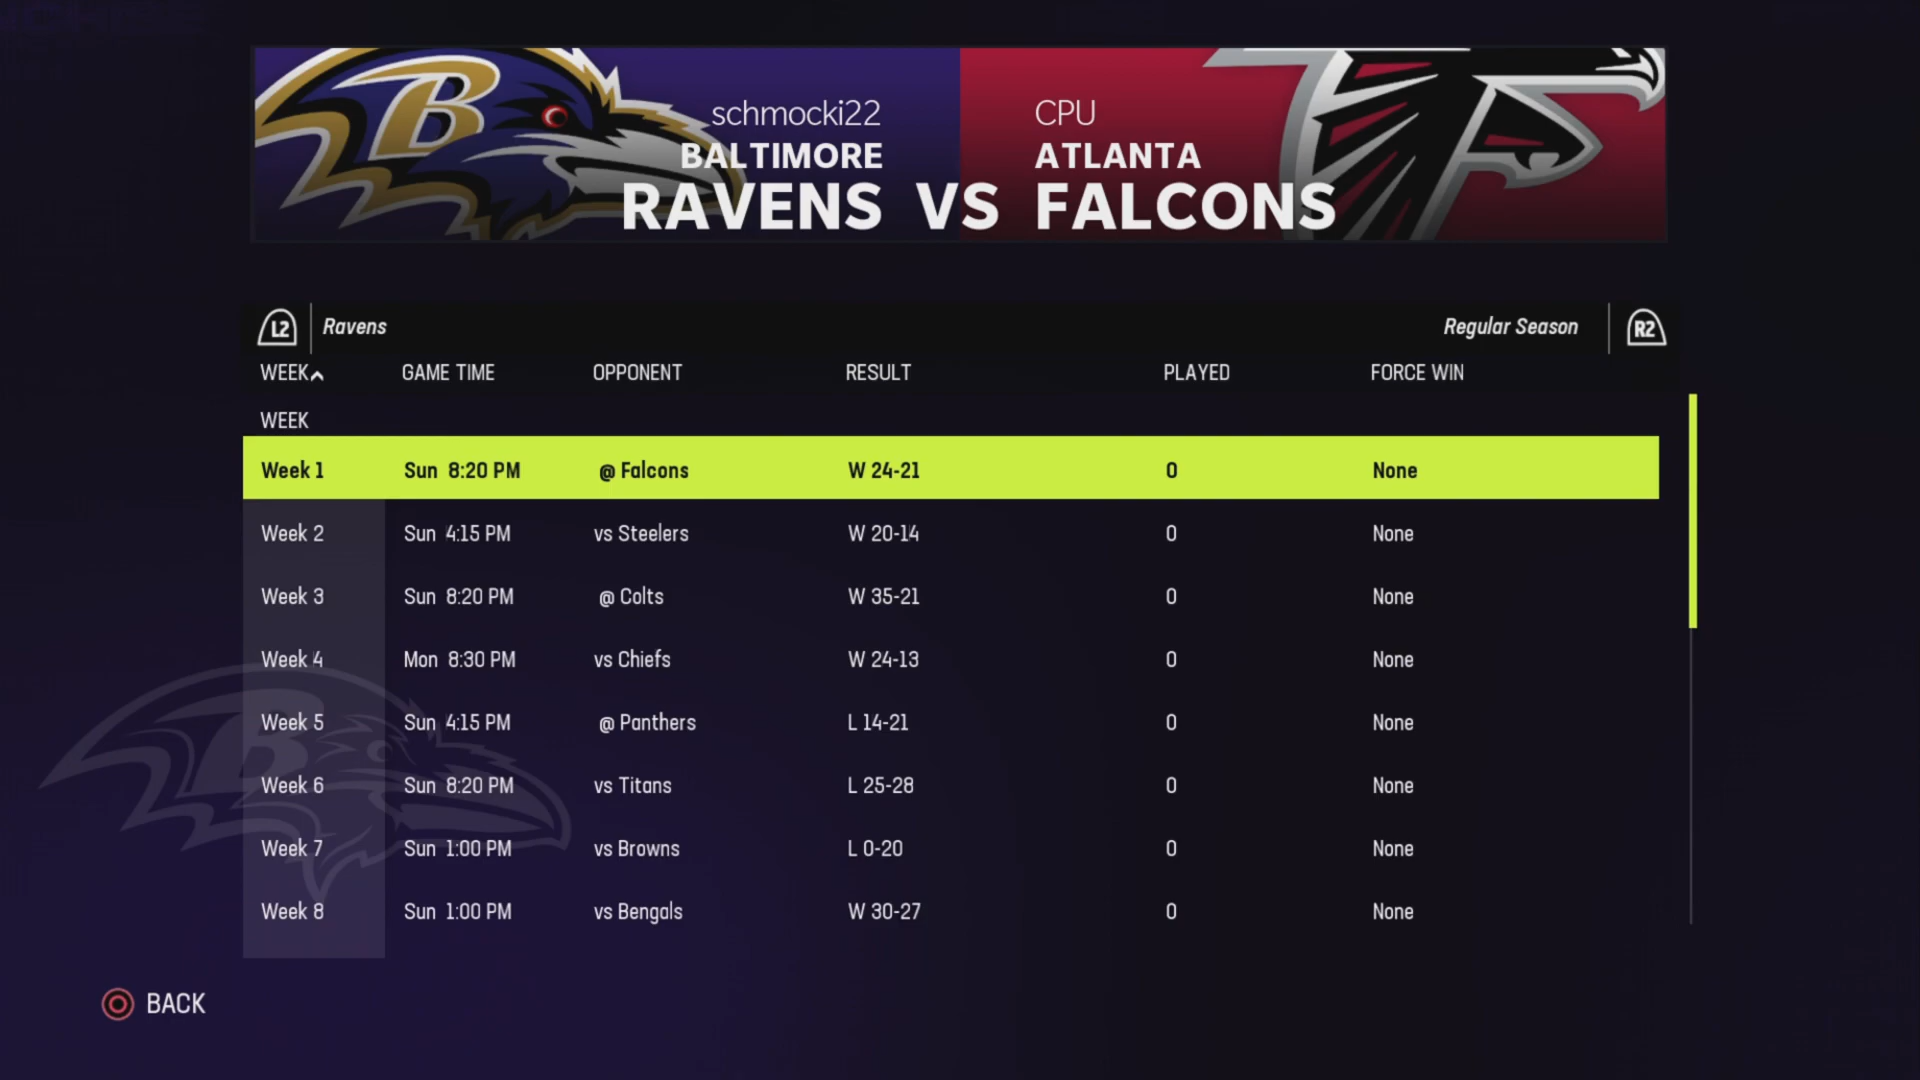 schmocki22
BALTIMORE
RAVENS VS
CPU
ATLANTA
FALCONS
L2 Ravens Regular Season R2
WEEK GAME TIME OPPONENT RESULT PLAYED FORCE WIN
WEEK
Week 1 Sun 8:20 PM @ Falcons W 24-21 0 None
Week 2 Sun 4:15 PM vs Steelers W 20-14 0 None
Week 3 Sun 8:20 PM @ Colts W 35-21 0 None
Week 4 Mon 8:30 PM vs Chiefs W 24-13 0 None
Week 5 Sun 4:15 PM @ Panthers L 14-21 0 None
Week 6 Sun 8:20 PM vs Titans L 25-28 0 None
Week 7 Sun 1:00 PM vs Browns L 0-20 0 None
Week 8 Sun 1:00 PM vs Bengals W 30-27 0 None
BACK